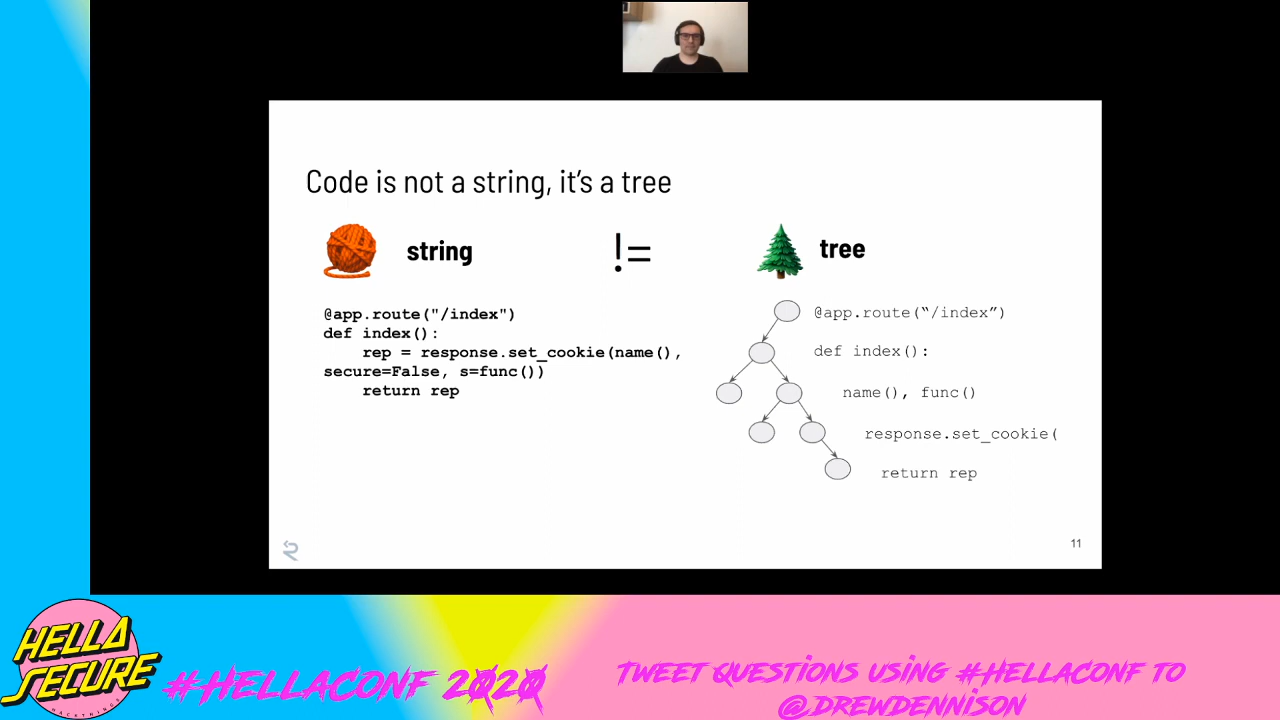 Code is not a string, it's a tree
string
!=
tree
@app.route("/index")
def index():
    rep = response.set_cookie(name(),
secure=False, s=func())
    return rep
@app.route(“/index”)
def index():
name(), func()
response.set_cookie(
return rep
11
HELLA
SECURE
HACKTHINGS
#HELLACONF 2020
TWEET QUESTIONS USING #HELLACONF TO
@DREWDENNISON